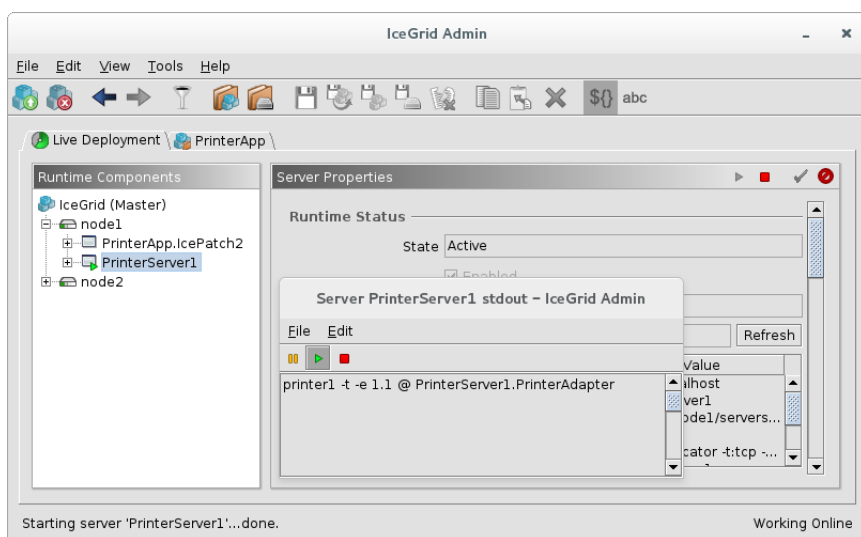 IceGrid Admin
File Edit View Tools Help
${} abc
Live Deployment PrinterApp
Runtime Components
IceGrid (Master)
node1
PrinterApp.IcePatch2
PrinterServer1
node2
Server Properties
Runtime Status
State Active
Enabled
Server PrinterServer1 stdout – IceGrid Admin
File Edit
printer1 -t -e 1.1 @ PrinterServer1.PrinterAdapter
Refresh
Value
alhost
ver1
ode1/servers...
cator -t:tcp -...
Starting server 'PrinterServer1'...done.
Working Online